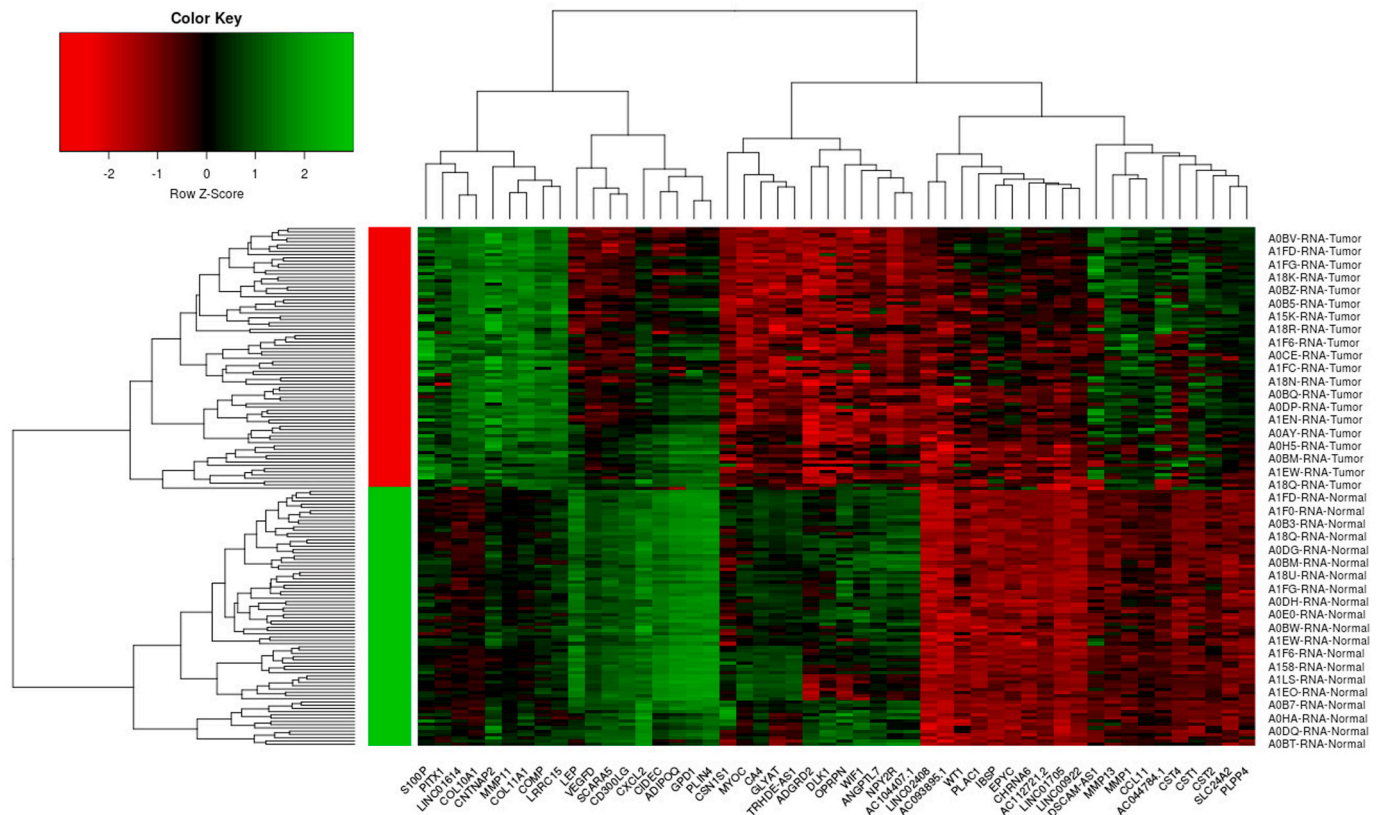 Color Key
-2 -1 0 1 2
Row Z-Score
A0BV-RNA-Tumor
A1FD-RNA-Tumor
A1FG-RNA-Tumor
A18K-RNA-Tumor
A0BZ-RNA-Tumor
A0B5-RNA-Tumor
A15K-RNA-Tumor
A18R-RNA-Tumor
A1F6-RNA-Tumor
A0CE-RNA-Tumor
A1FC-RNA-Tumor
A18N-RNA-Tumor
A0BQ-RNA-Tumor
A0DP-RNA-Tumor
A1EN-RNA-Tumor
A0AY-RNA-Tumor
A0H5-RNA-Tumor
A0BM-RNA-Tumor
A1EW-RNA-Tumor
A18Q-RNA-Tumor
A1FD-RNA-Normal
A1F0-RNA-Normal
A0B3-RNA-Normal
A18Q-RNA-Normal
A0DG-RNA-Normal
A0BM-RNA-Normal
A18U-RNA-Normal
A1FG-RNA-Normal
A0DH-RNA-Normal
A0E0-RNA-Normal
A0BW-RNA-Normal
A1EW-RNA-Normal
A1F6-RNA-Normal
A158-RNA-Normal
A1LS-RNA-Normal
A1EO-RNA-Normal
A0B7-RNA-Normal
A0HA-RNA-Normal
A0DQ-RNA-Normal
A0BT-RNA-Normal
S100P
PITX1
LINC01614
COL10A1
CNTNAP2
MMP11
COL11A1
COMP
LRRC15
LEP
VEGFD
SCARA5
CD300LG
CXCL2
CIDEC
ADIPOQ
GPD1
PLIN4
CSN1S1
MYOC
CA4
GLYAT
TRHDE-AS1
ADGRD2
DLK1
OPRPN
WIF1
ANGPTL7
NPY2R
AC104407.1
LINC02408
AC093895.1
WT1
PLAC1
IBSP
EPYC
CHRNA6
AC112721.2
LINC01705
LINC00922
DSCAM-AS1
MMP13
MMP1
CCL11
AC044784.1
CST4
CST1
CST2
SLC24A2
PLPP4